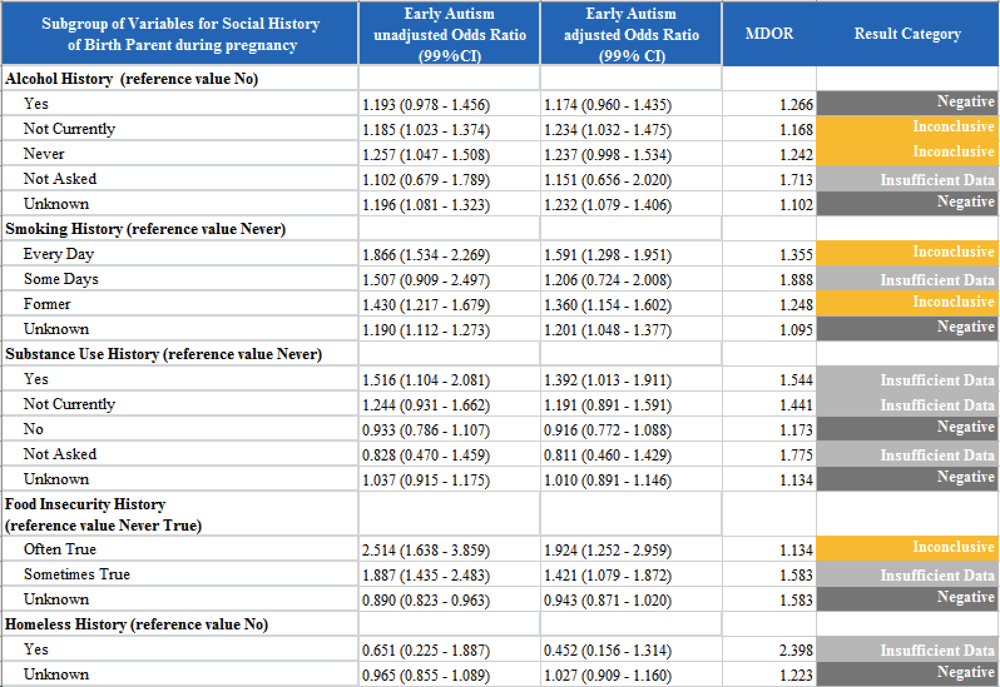 Subgroup of Variables for Social History of Birth Parent during pregnancy | Early Autism unadjusted Odds Ratio (99%CI) | Early Autism adjusted Odds Ratio (99% CI) | MDOR | Result Category
Alcohol History (reference value No)
Yes 1.193 (0.978 - 1.456) 1.174 (0.960 - 1.435) 1.266 Negative
Not Currently 1.185 (1.023 - 1.374) 1.234 (1.032 - 1.475) 1.168 Inconclusive
Never 1.257 (1.047 - 1.508) 1.237 (0.998 - 1.534) 1.242 Inconclusive
Not Asked 1.102 (0.679 - 1.789) 1.151 (0.656 - 2.020) 1.713 Insufficient Data
Unknown 1.196 (1.081 - 1.323) 1.232 (1.079 - 1.406) 1.102 Negative
Smoking History (reference value Never)
Every Day 1.866 (1.534 - 2.269) 1.591 (1.298 - 1.951) 1.355 Inconclusive
Some Days 1.507 (0.909 - 2.497) 1.206 (0.724 - 2.008) 1.888 Insufficient Data
Former 1.430 (1.217 - 1.679) 1.360 (1.154 - 1.602) 1.248 Inconclusive
Unknown 1.190 (1.112 - 1.273) 1.201 (1.048 - 1.377) 1.095 Negative
Substance Use History (reference value Never)
Yes 1.516 (1.104 - 2.081) 1.392 (1.013 - 1.911) 1.544 Insufficient Data
Not Currently 1.244 (0.931 - 1.662) 1.191 (0.891 - 1.591) 1.441 Insufficient Data
No 0.933 (0.786 - 1.107) 0.916 (0.772 - 1.088) 1.173 Negative
Not Asked 0.828 (0.470 - 1.459) 0.811 (0.460 - 1.429) 1.775 Insufficient Data
Unknown 1.037 (0.915 - 1.175) 1.010 (0.891 - 1.146) 1.134 Negative
Food Insecurity History
(reference value Never True)
Often True 2.514 (1.638 - 3.859) 1.924 (1.252 - 2.959) 1.134 Inconclusive
Sometimes True 1.887 (1.435 - 2.483) 1.421 (1.079 - 1.872) 1.583 Insufficient Data
Unknown 0.890 (0.823 - 0.963) 0.943 (0.871 - 1.020) 1.583 Negative
Homeless History (reference value No)
Yes 0.651 (0.225 - 1.887) 0.452 (0.156 - 1.314) 2.398 Insufficient Data
Unknown 0.965 (0.855 - 1.089) 1.027 (0.909 - 1.160) 1.223 Negative